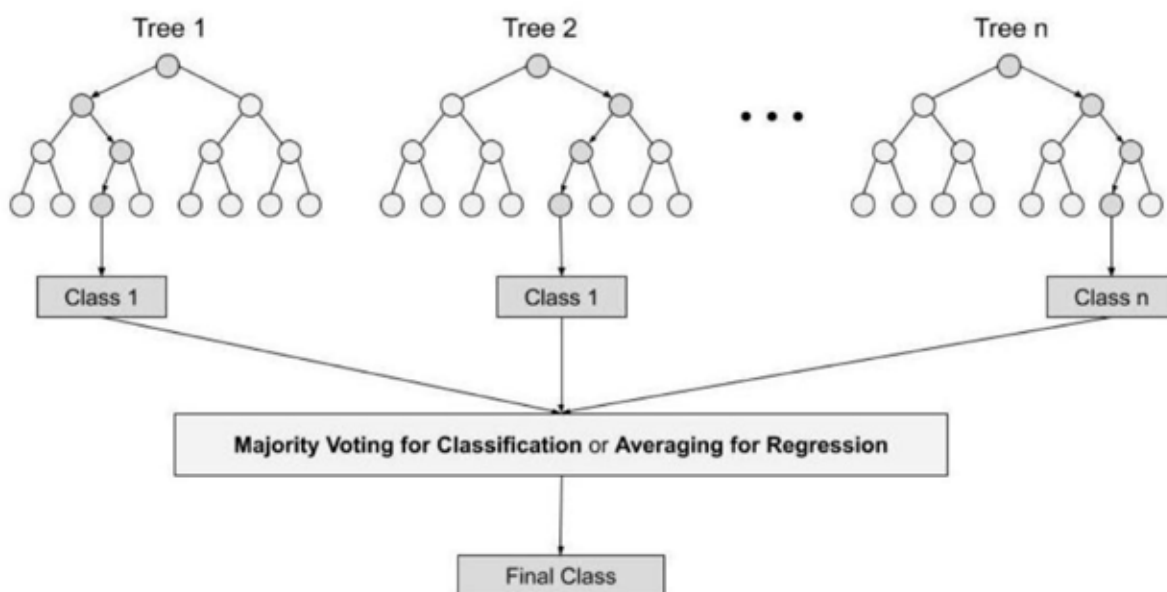 Tree 1
Tree 2
Tree n
Class 1
Class 1
Class n
Majority Voting for Classification or Averaging for Regression
Final Class